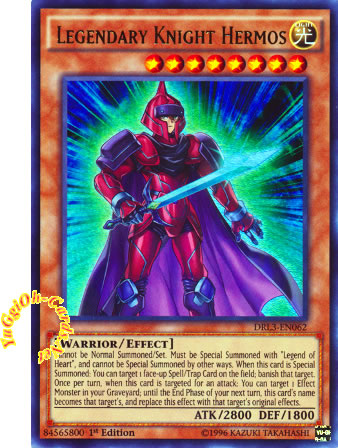 LEGENDARY KNIGHT HERMOS
LIGHT
光
DRL3-EN062
[WARRIOR/EFFECT]
Cannot be Normal Summoned/Set. Must be Special Summoned with "Legend of
Heart", and cannot be Special Summoned by other ways. When this card is Special
Summoned: You can target 1 face-up Spell/Trap Card on the field; banish that target.
Once per turn, when this card is targeted for an attack: You can target 1 Effect
Monster in your Graveyard; until the End Phase of your next turn, this card's name
becomes that target's, and replace this effect with that target's original effects.
ATK/2800 DEF/1800
84565800 1st Edition
©1996 KAZUKI TAKAHASHI